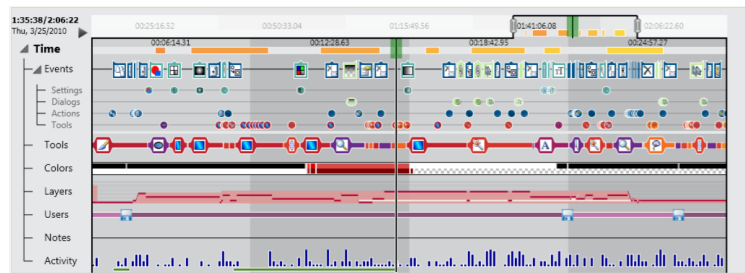 1:35:38/2:06:22
Thu, 3/25/2010
00:25:16.52 00:50:33.04 01:15:49.56 01:41:06.08 02:06:22.60
Time
00:06:14.31 00:12:28.63 00:18:42.95 00:24:57.27
Events
Settings
Dialogs
Actions
Tools
Tools
A
Colors
Layers
Users
Notes
Activity